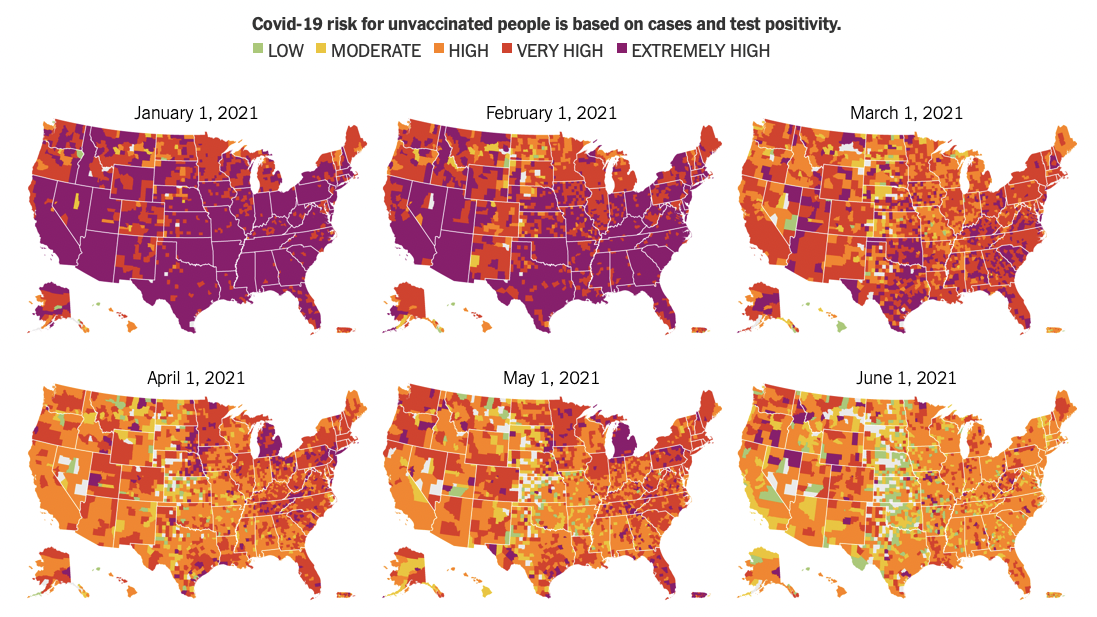 Covid-19 risk for unvaccinated people is based on cases and test positivity.
LOW MODERATE HIGH VERY HIGH EXTREMELY HIGH
January 1, 2021
February 1, 2021
March 1, 2021
April 1, 2021
May 1, 2021
June 1, 2021